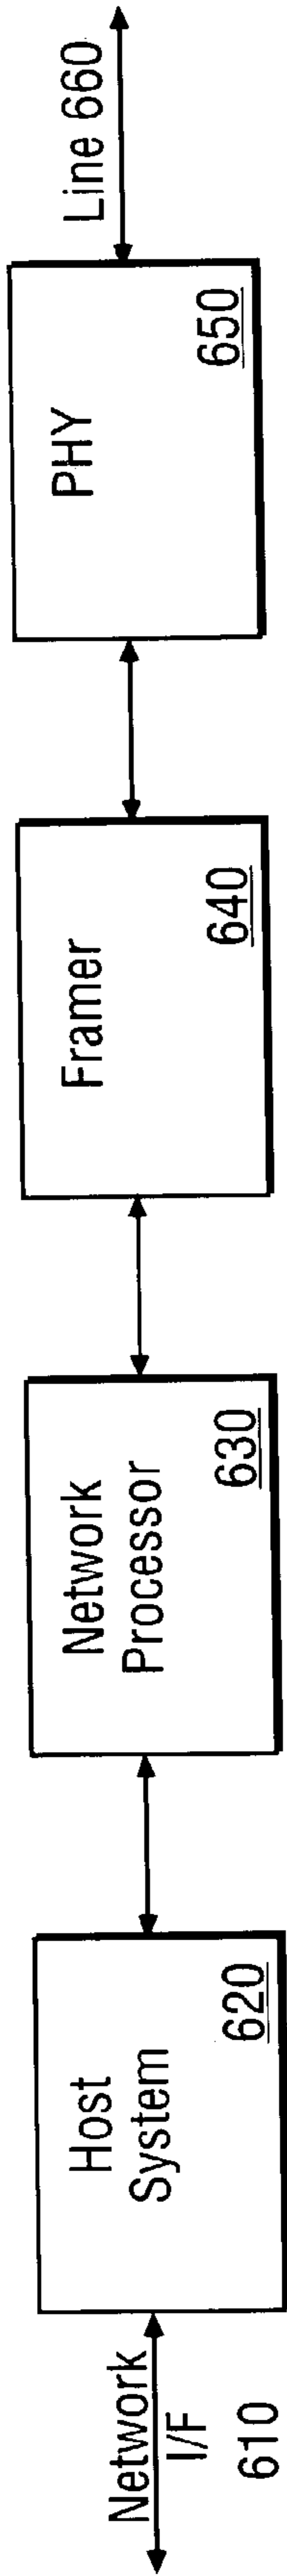 Network
I/F
610
Host
System
620
Network
Processor
630
Framer
640
PHY
650
Line 660